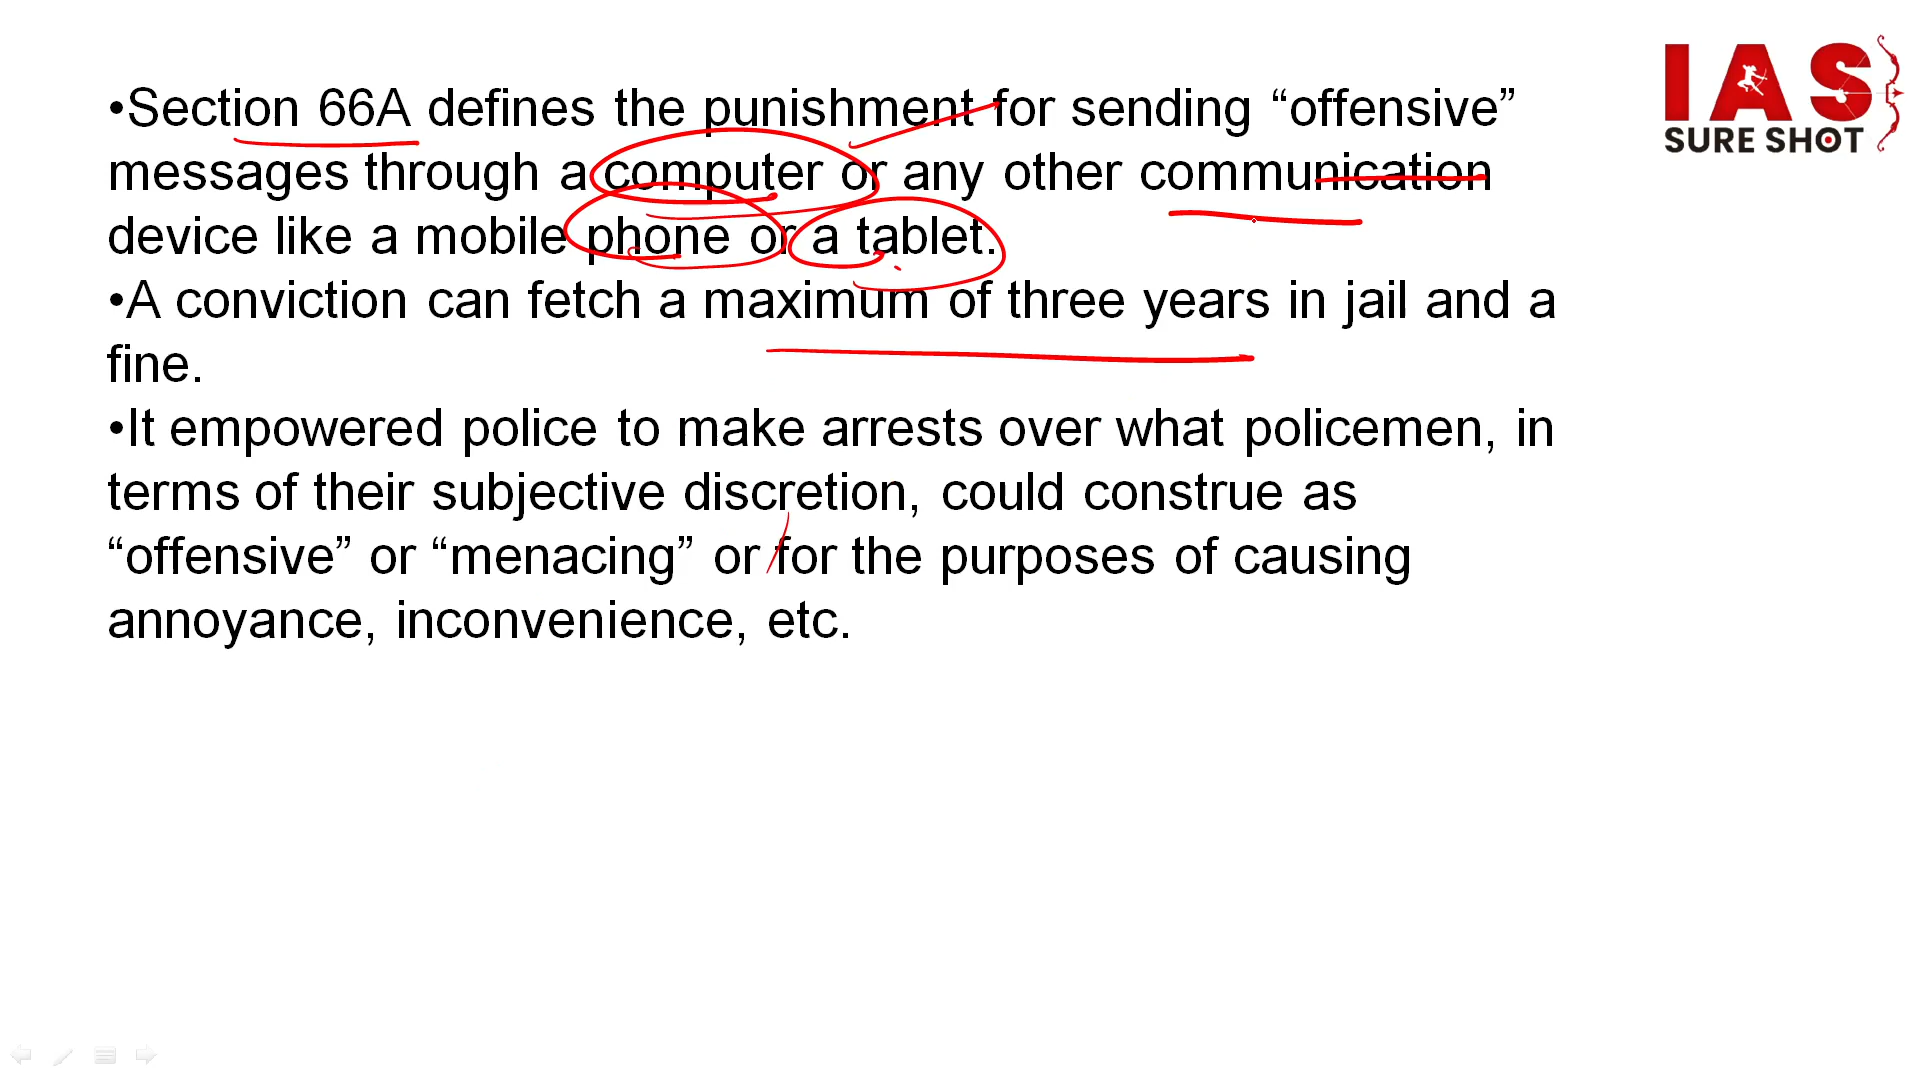 •Section 66A defines the punishment for sending “offensive”
messages through a computer or any other communication
device like a mobile phone or a tablet.
•A conviction can fetch a maximum of three years in jail and a
fine.
•It empowered police to make arrests over what policemen, in
terms of their subjective discretion, could construe as
“offensive” or “menacing” or for the purposes of causing
annoyance, inconvenience, etc.
IAS
SURE SHOT